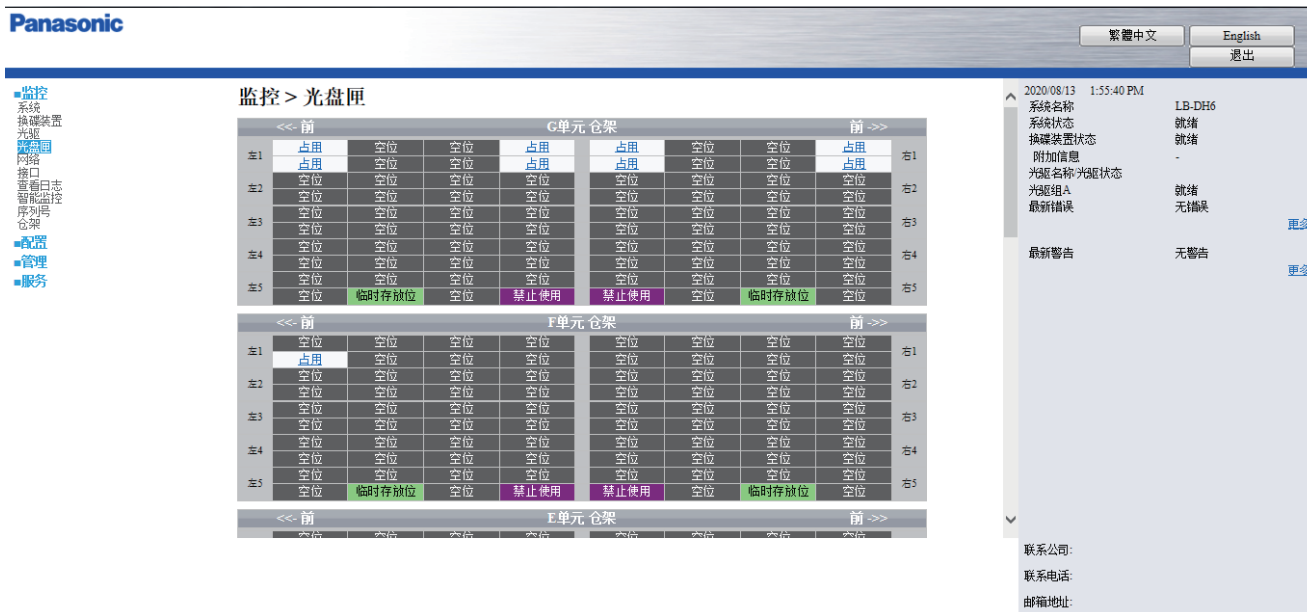 Panasonic
繁體中文 English
退出
■监控
系统
换碟装置
光驱
光盘匣
网络
接口
查看日志
智能监控
序列号
仓架
■配置
■管理
■服务
监控 > 光盘匣
<<- 前 G单元 仓架 前 ->>
左1 占用 空位 空位 占用 占用 空位 空位 占用 右1
占用 空位 空位 占用 占用 空位 空位 占用
左2 空位 空位 空位 空位 空位 空位 空位 空位 右2
空位 空位 空位 空位 空位 空位 空位 空位
左3 空位 空位 空位 空位 空位 空位 空位 空位 右3
空位 空位 空位 空位 空位 空位 空位 空位
左4 空位 空位 空位 空位 空位 空位 空位 空位 右4
空位 空位 空位 空位 空位 空位 空位 空位
左5 空位 空位 空位 空位 空位 空位 空位 空位 右5
空位 临时存放位 空位 禁止使用 禁止使用 空位 临时存放位 空位
<<- 前 F单元 仓架 前 ->>
左1 空位 空位 空位 空位 空位 空位 空位 空位 右1
占用 空位 空位 空位 空位 空位 空位 空位
左2 空位 空位 空位 空位 空位 空位 空位 空位 右2
空位 空位 空位 空位 空位 空位 空位 空位
左3 空位 空位 空位 空位 空位 空位 空位 空位 右3
空位 空位 空位 空位 空位 空位 空位 空位
左4 空位 空位 空位 空位 空位 空位 空位 空位 右4
空位 空位 空位 空位 空位 空位 空位 空位
左5 空位 空位 空位 空位 空位 空位 空位 空位 右5
空位 临时存放位 空位 禁止使用 禁止使用 空位 临时存放位 空位
<<- 前 E单元 仓架 前 ->>
空位 空位 空位 空位 空位 空位 空位 空位
2020/08/13 1:55:40 PM
系统名称 LB-DH6
系统状态 就绪
换碟装置状态 就绪
附加信息 -
光驱名称/光驱状态
光驱组A 就绪
最新错误 无错误
更多
最新警告 无警告
更多
联系公司:
联系电话:
邮箱地址: